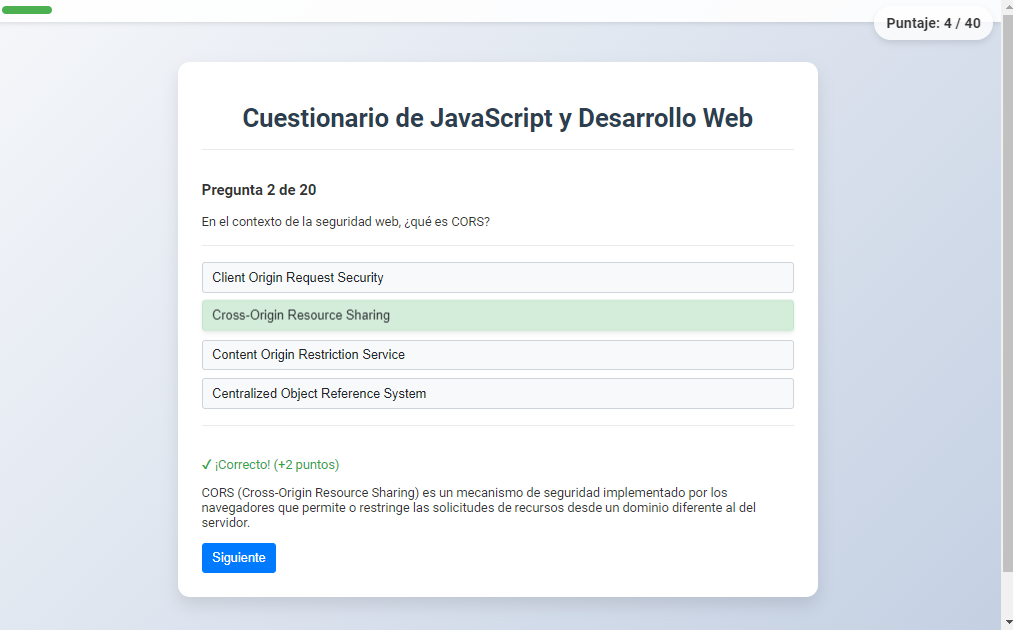 Puntaje: 4 / 40
Cuestionario de JavaScript y Desarrollo Web
Pregunta 2 de 20
En el contexto de la seguridad web, ¿qué es CORS?
Client Origin Request Security
Cross-Origin Resource Sharing
Content Origin Restriction Service
Centralized Object Reference System
✓ ¡Correcto! (+2 puntos)
CORS (Cross-Origin Resource Sharing) es un mecanismo de seguridad implementado por los
navegadores que permite o restringe las solicitudes de recursos desde un dominio diferente al del
servidor.
Siguiente